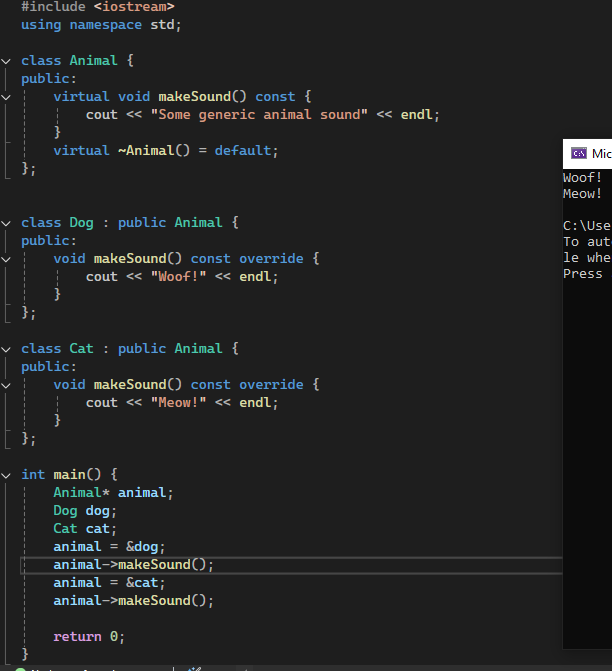 #include <iostream>
using namespace std;

class Animal {
public:
    virtual void makeSound() const {
        cout << "Some generic animal sound" << endl;
    }
    virtual ~Animal() = default;
};

class Dog : public Animal {
public:
    void makeSound() const override {
        cout << "Woof!" << endl;
    }
};

class Cat : public Animal {
public:
    void makeSound() const override {
        cout << "Meow!" << endl;
    }
};

int main() {
    Animal* animal;
    Dog dog;
    Cat cat;
    animal = &dog;
    animal->makeSound();
    animal = &cat;
    animal->makeSound();

    return 0;
}
Mic
Woof!
Meow!

C:\Use
To aut
le whe
Press